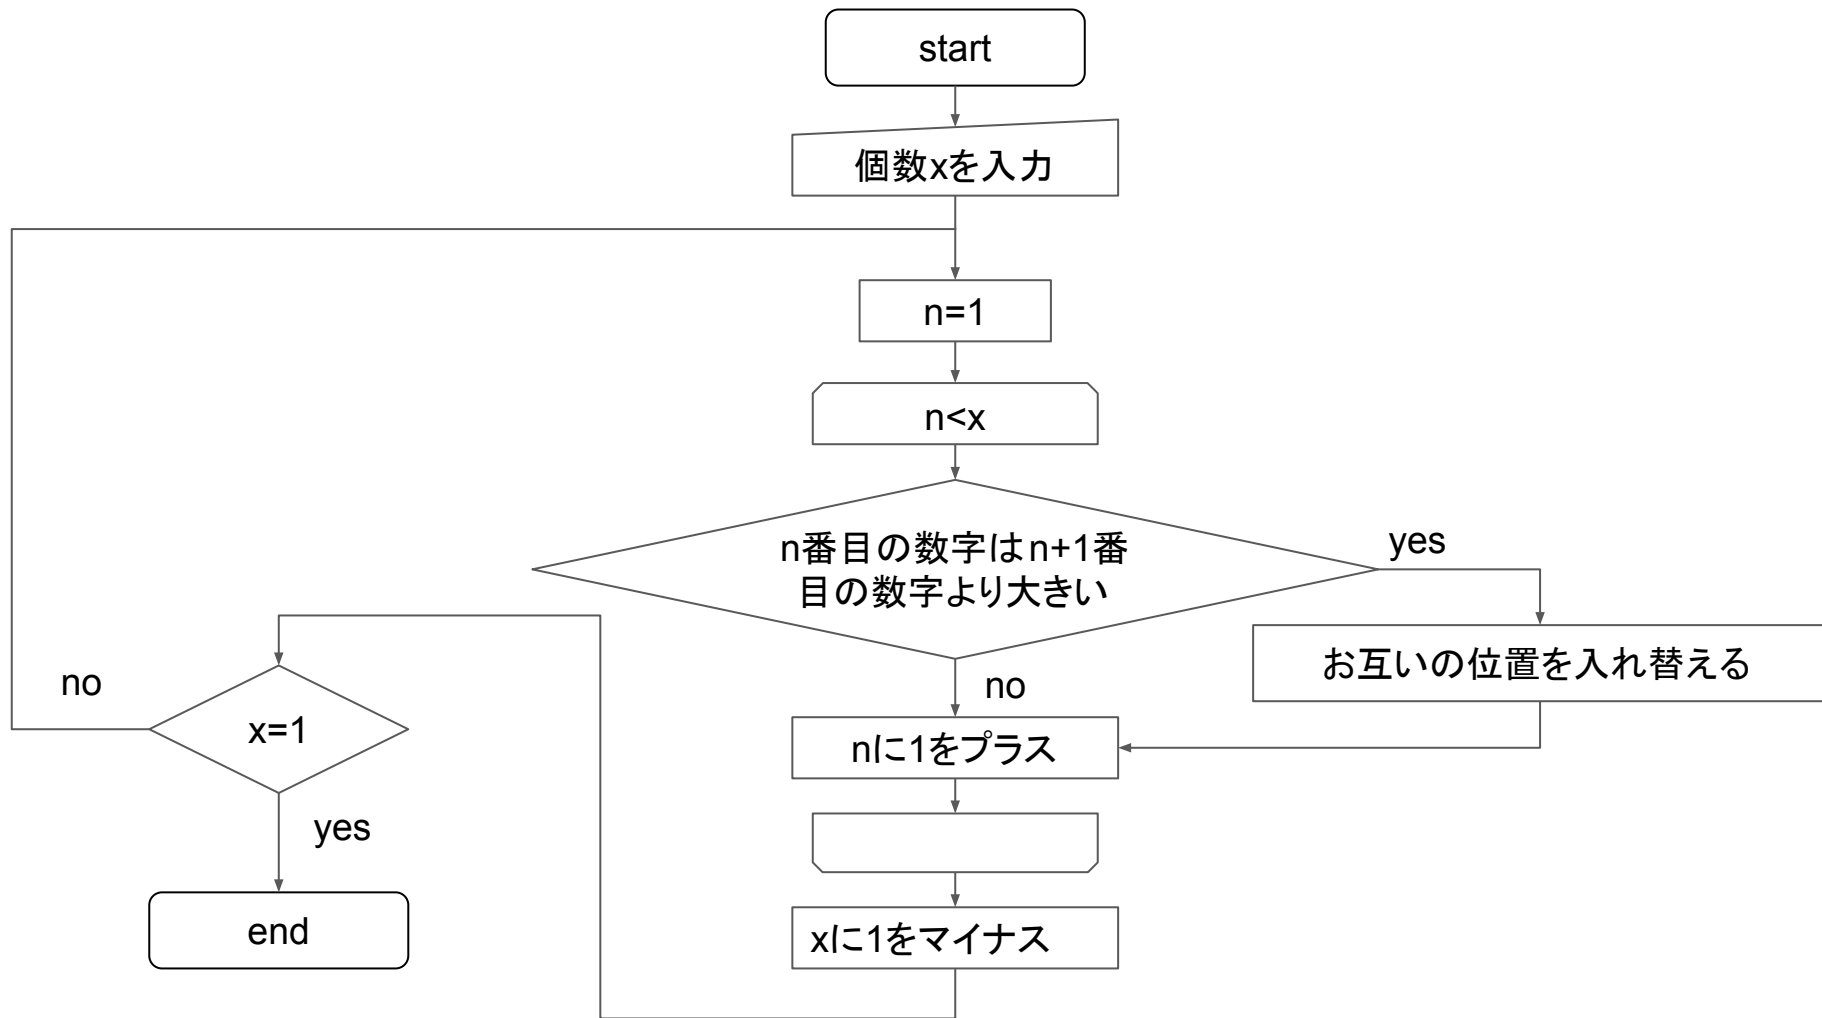 start
個数xを入力
n=1
n<x
n番目の数字はn+1番
目の数字より大きい
yes
お互いの位置を入れ替える
no
nに1をプラス
xに1をマイナス
x=1
no
yes
end